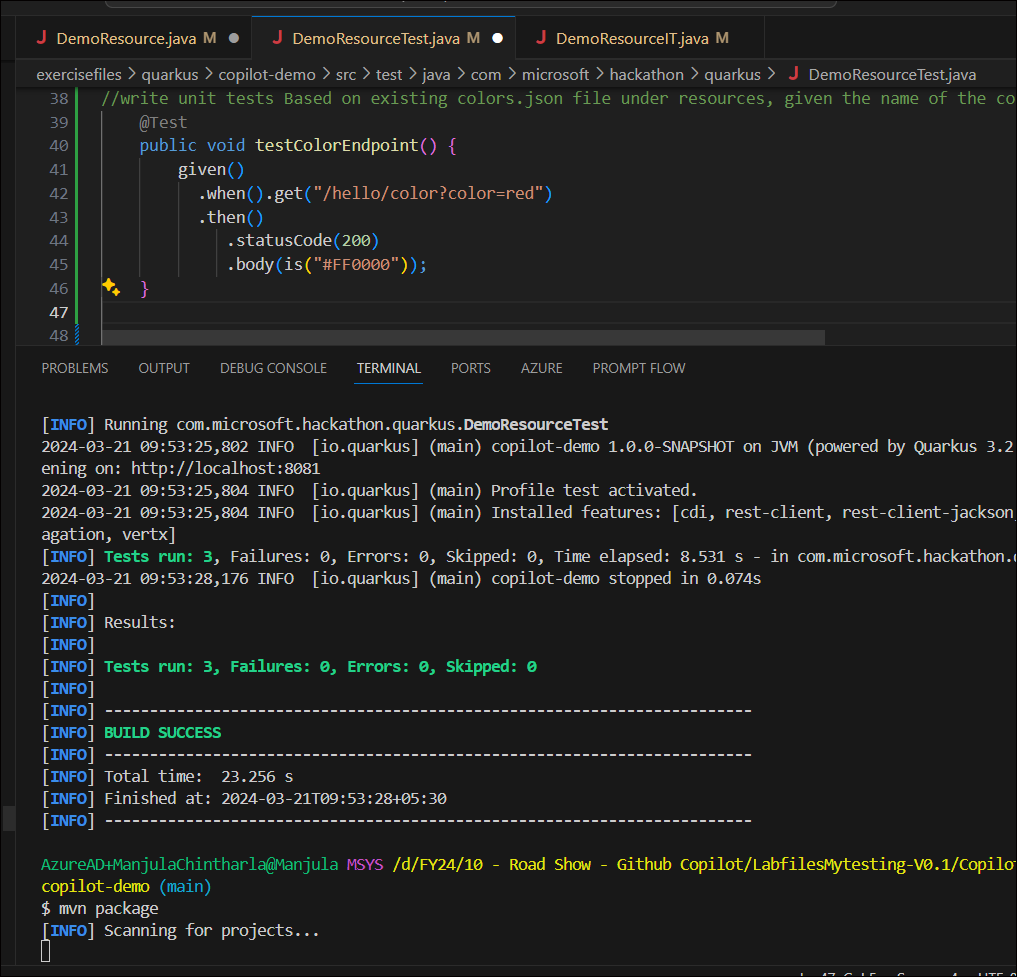 J DemoResource.java M
J DemoResourceTest.java M
J DemoResourceIT.java M
exercisefiles > quarkus > copilot-demo > src > test > java > com > microsoft > hackathon > quarkus > J DemoResourceTest.java
38 //write unit tests Based on existing colors.json file under resources, given the name of the co
39 @Test
40 public void testColorEndpoint() {
41 given()
42 .when().get("/hello/color?color=red")
43 .then()
44 .statusCode(200)
45 .body(is("#FF0000"));
46 }
47
48
PROBLEMS OUTPUT DEBUG CONSOLE TERMINAL PORTS AZURE PROMPT FLOW
[INFO] Running com.microsoft.hackathon.quarkus.DemoResourceTest
2024-03-21 09:53:25,802 INFO [io.quarkus] (main) copilot-demo 1.0.0-SNAPSHOT on JVM (powered by Quarkus 3.2
ening on: http://localhost:8081
2024-03-21 09:53:25,804 INFO [io.quarkus] (main) Profile test activated.
2024-03-21 09:53:25,804 INFO [io.quarkus] (main) Installed features: [cdi, rest-client, rest-client-jackson,
agation, vertx]
[INFO] Tests run: 3, Failures: 0, Errors: 0, Skipped: 0, Time elapsed: 8.531 s - in com.microsoft.hackathon.
2024-03-21 09:53:28,176 INFO [io.quarkus] (main) copilot-demo stopped in 0.074s
[INFO]
[INFO] Results:
[INFO]
[INFO] Tests run: 3, Failures: 0, Errors: 0, Skipped: 0
[INFO]
[INFO] ------------------------------------------------------------------------
[INFO] BUILD SUCCESS
[INFO] ------------------------------------------------------------------------
[INFO] Total time: 23.256 s
[INFO] Finished at: 2024-03-21T09:53:28+05:30
[INFO] ------------------------------------------------------------------------
AzureAD+ManjulaChintharla@Manjula MSYS /d/FY24/10 - Road Show - Github Copilot/LabfilesMytesting-V0.1/Copilot
copilot-demo (main)
$ mvn package
[INFO] Scanning for projects...